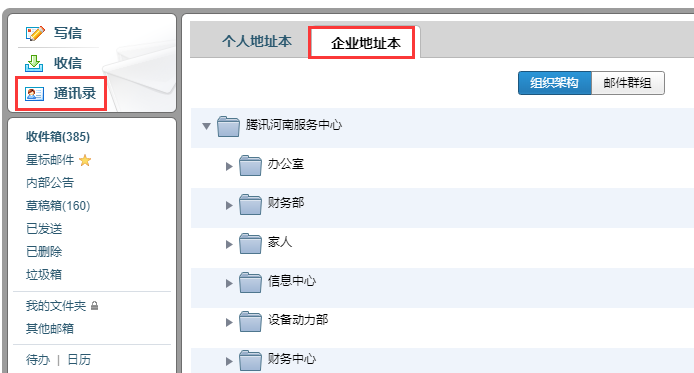 写信
收信
通讯录
收件箱(385)
星标邮件
内部公告
草稿箱(160)
已发送
已删除
垃圾箱
我的文件夹
其他邮箱
待办 | 日历
个人地址本 企业地址本
组织架构 邮件群组
腾讯河南服务中心
办公室
财务部
家人
信息中心
设备动力部
财务中心